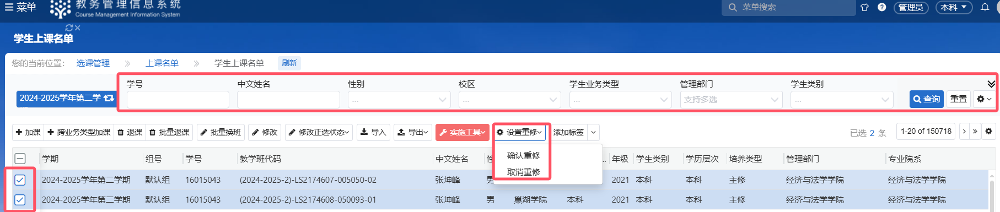 菜单
教务管理信息系统
Course Management Information System
菜单搜索
管理员
本科
学生上课名单
您的当前位置： 选课管理 上课名单 学生上课名单 刷新
2024-2025学年第二学
学号 中文姓名 性别 校区 学生业务类型 管理部门 学生类别
... ... ... 支持多选 ...
查询 重置
加课 跨业务类型加课 退课 批量退课 批量换班 修改 修改正选状态 导入 导出 实施工具 设置重修 添加标签
已选 2 条 1-20 of 150718
确认重修
取消重修
学期 组号 学号 教学班代码 中文姓名 ... 年级 学生类别 学历层次 培养类型 管理部门 专业院系
2024-2025学年第二学期 默认组 16015043 (2024-2025-2)-LS2174607-005050-02 张坤峰 男 2021 本科 本科 主修 经济与法学学院 经济与法学学院
2024-2025学年第二学期 默认组 16015043 (2024-2025-2)-LS2174608-050093-01 张坤峰 男 巢湖学院 本科 2021 本科 本科 主修 经济与法学学院 经济与法学学院